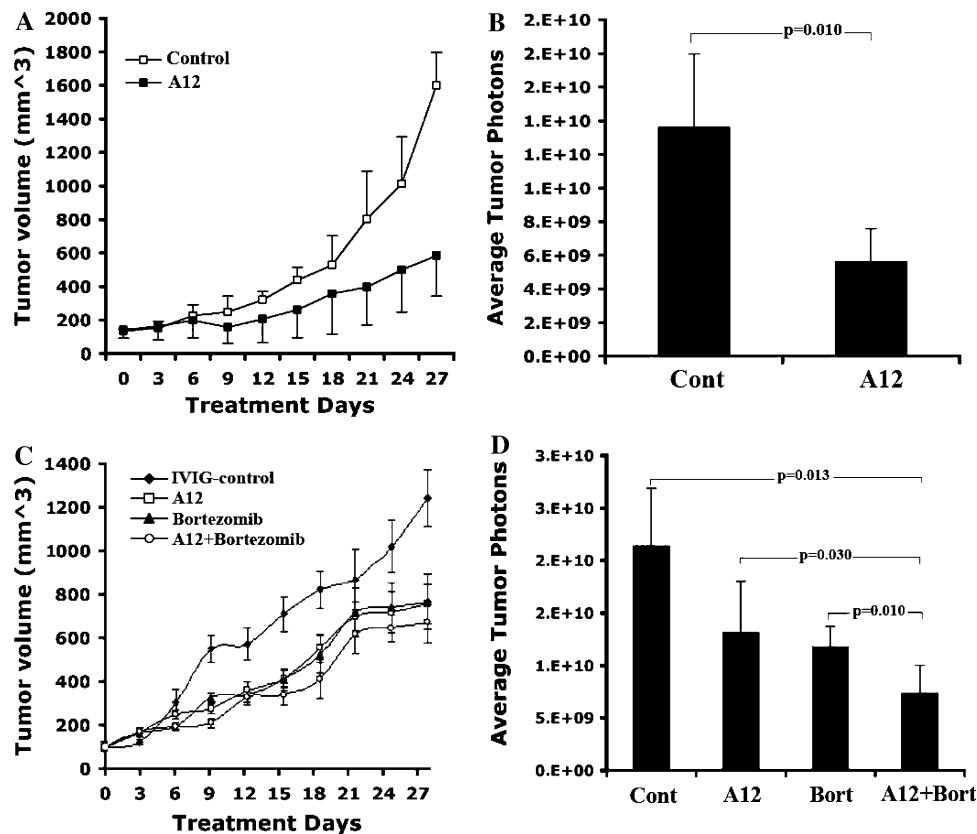 A
Tumor volume (mm^3)
2000
1800
1600
1400
1200
1000
800
600
400
200
0
Control
A12
0 3 6 9 12 15 18 21 24 27
Treatment Days
B
Average Tumor Photons
2.E+10
2.E+10
2.E+10
1.E+10
1.E+10
1.E+10
8.E+09
6.E+09
4.E+09
2.E+09
0.E+00
p=0.010
Cont A12
C
Tumor volume (mm^3)
1400
1200
1000
800
600
400
200
0
IVIG-control
A12
Bortezomib
A12+Bortezomib
0 3 6 9 12 15 18 21 24 27
Treatment Days
D
Average Tumor Photons
3.E+10
3.E+10
2.E+10
2.E+10
1.E+10
5.E+09
0.E+00
p=0.013
p=0.030
p=0.010
Cont A12 Bort A12+Bort